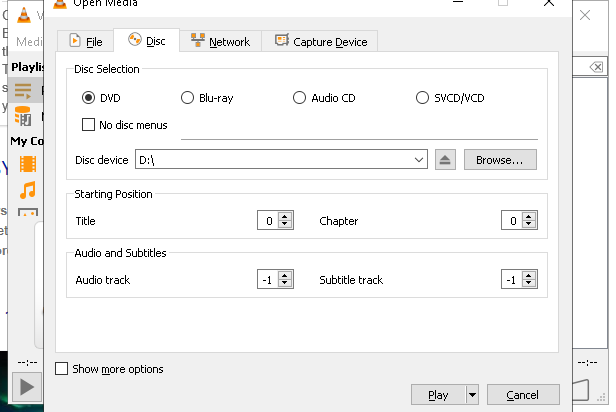 Open Media
Medi
File
Disc
Network
Capture Device
Playlis
Disc Selection
DVD
Blu-ray
Audio CD
SVCD/VCD
No disc menus
My Co
Disc device
D:\
Browse...
Starting Position
Title
0
Chapter
0
Audio and Subtitles
Audio track
-1
Subtitle track
-1
--:--
--:--
Show more options
Play
Cancel